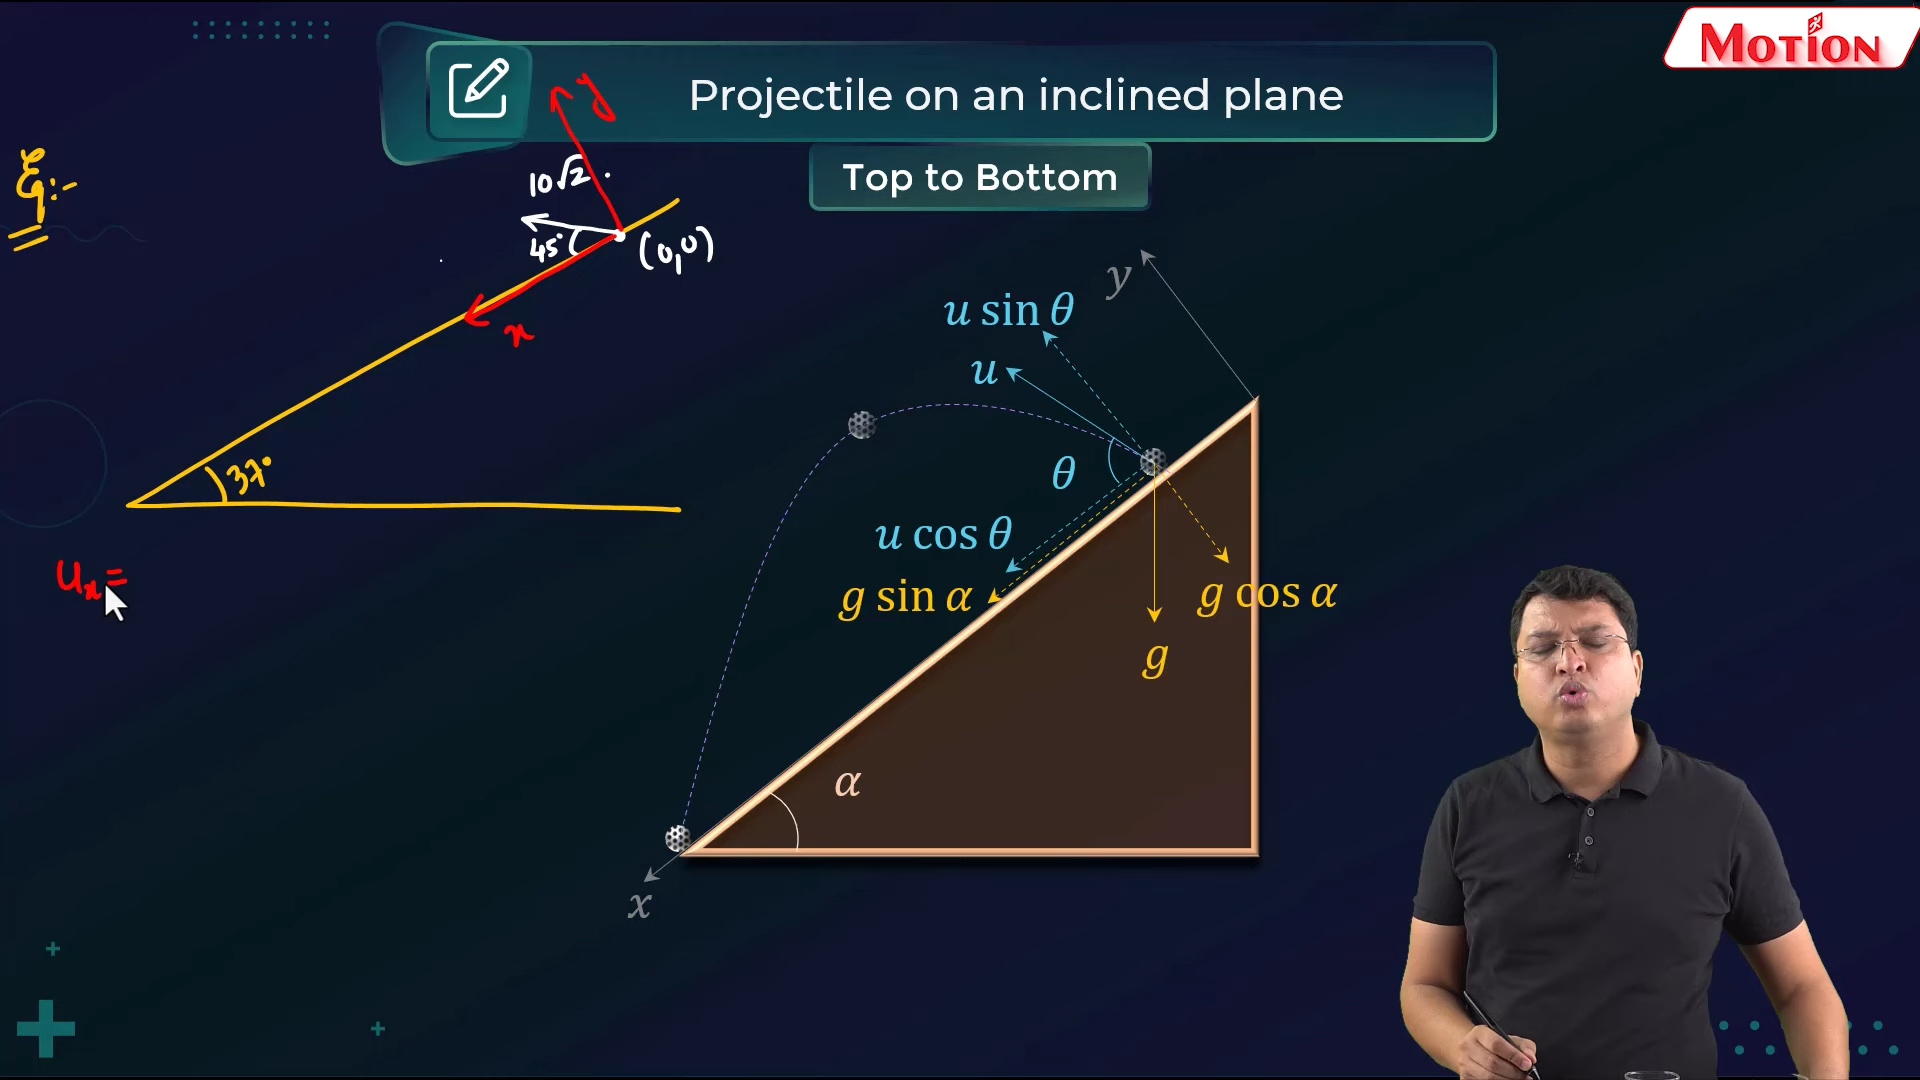 MOTION
Projectile on an inclined plane
Top to Bottom
Eg:-
y
10√2
45°
(0,0)
x
37°
Ux=
y
u sin θ
u
θ
u cos θ
g sin α
g cos α
g
α
x